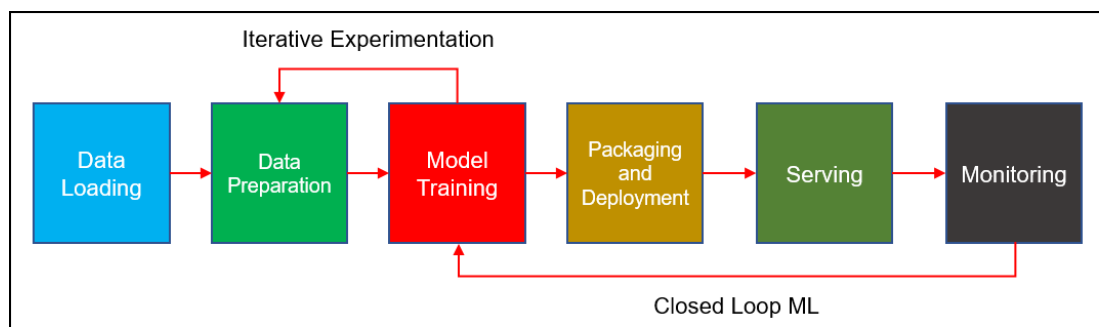 Iterative Experimentation
Data
Loading
Data
Preparation
Model
Training
Packaging
and
Deployment
Serving
Monitoring
Closed Loop ML